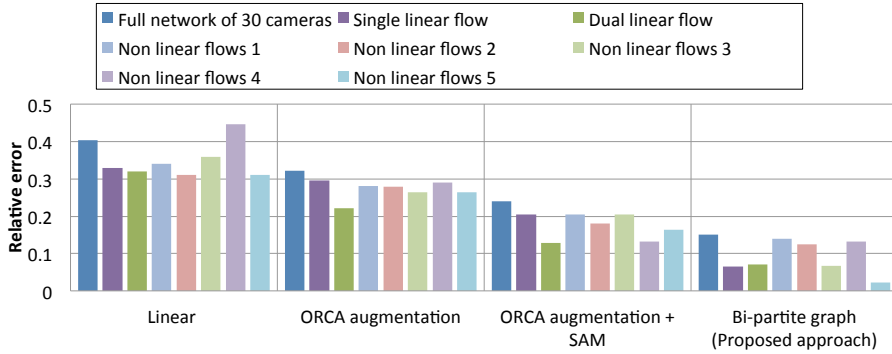 Full network of 30 cameras Single linear flow Dual linear flow
Non linear flows 1 Non linear flows 2 Non linear flows 3
Non linear flows 4 Non linear flows 5
Relative error
0.5
0.4
0.3
0.2
0.1
0
Linear ORCA augmentation ORCA augmentation + Bi-partite graph
SAM (Proposed approach)